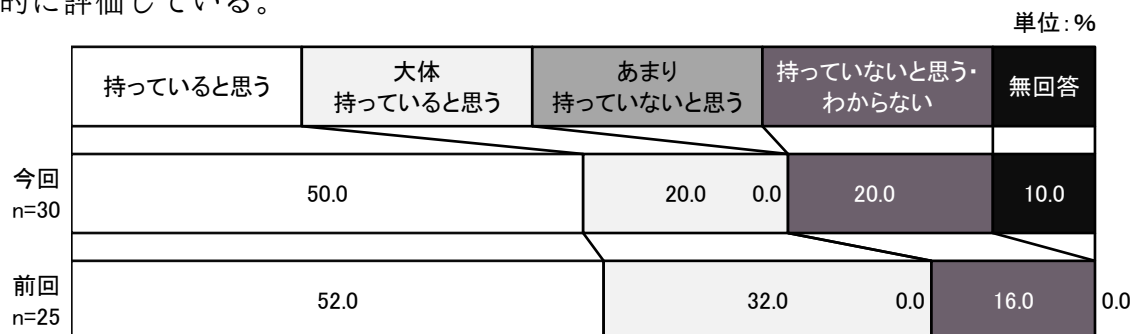 的に評価している。
単位：%
持っていると思う
大体
持っていると思う
あまり
持っていないと思う
持っていないと思う・
わからない
無回答
今回
n=30
50.0
20.0
0.0
20.0
10.0
前回
n=25
52.0
32.0
0.0
16.0
0.0